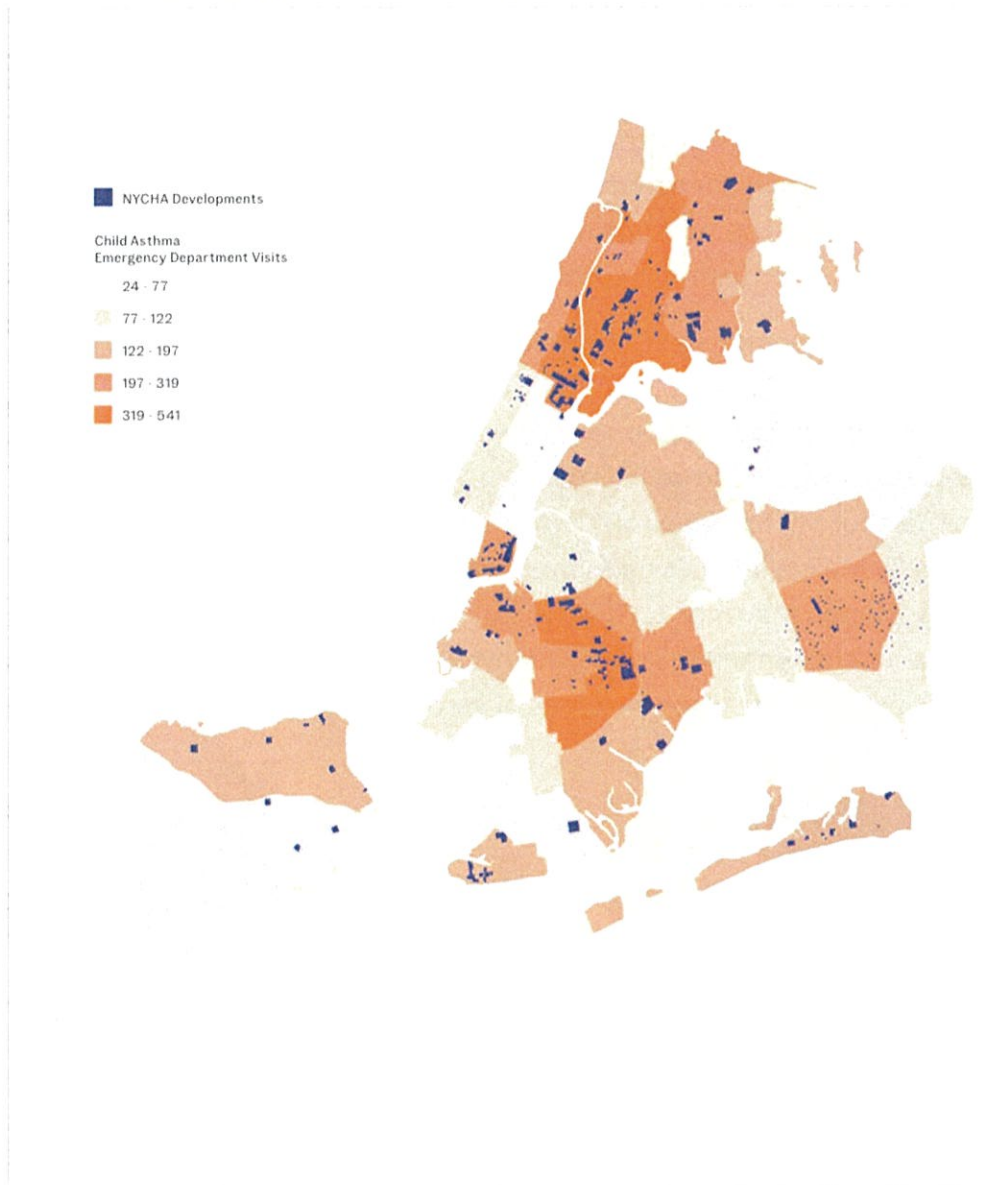 NYCHA Developments
Child Asthma
Emergency Department Visits
24 - 77
77 - 122
122 - 197
197 - 319
319 - 541